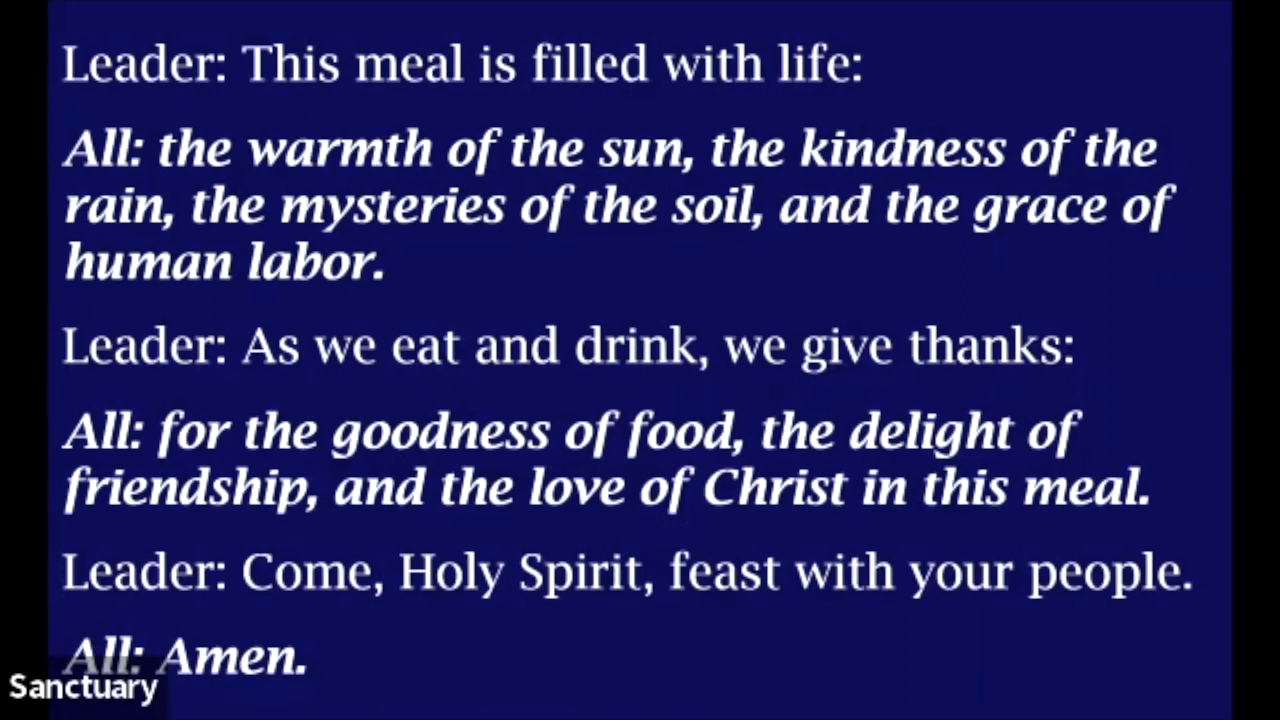 Leader: This meal is filled with life:
All: the warmth of the sun, the kindness of the
rain, the mysteries of the soil, and the grace of
human labor.
Leader: As we eat and drink, we give thanks:
All: for the goodness of food, the delight of
friendship, and the love of Christ in this meal.
Leader: Come, Holy Spirit, feast with your people.
All: Amen.
Sanctuary